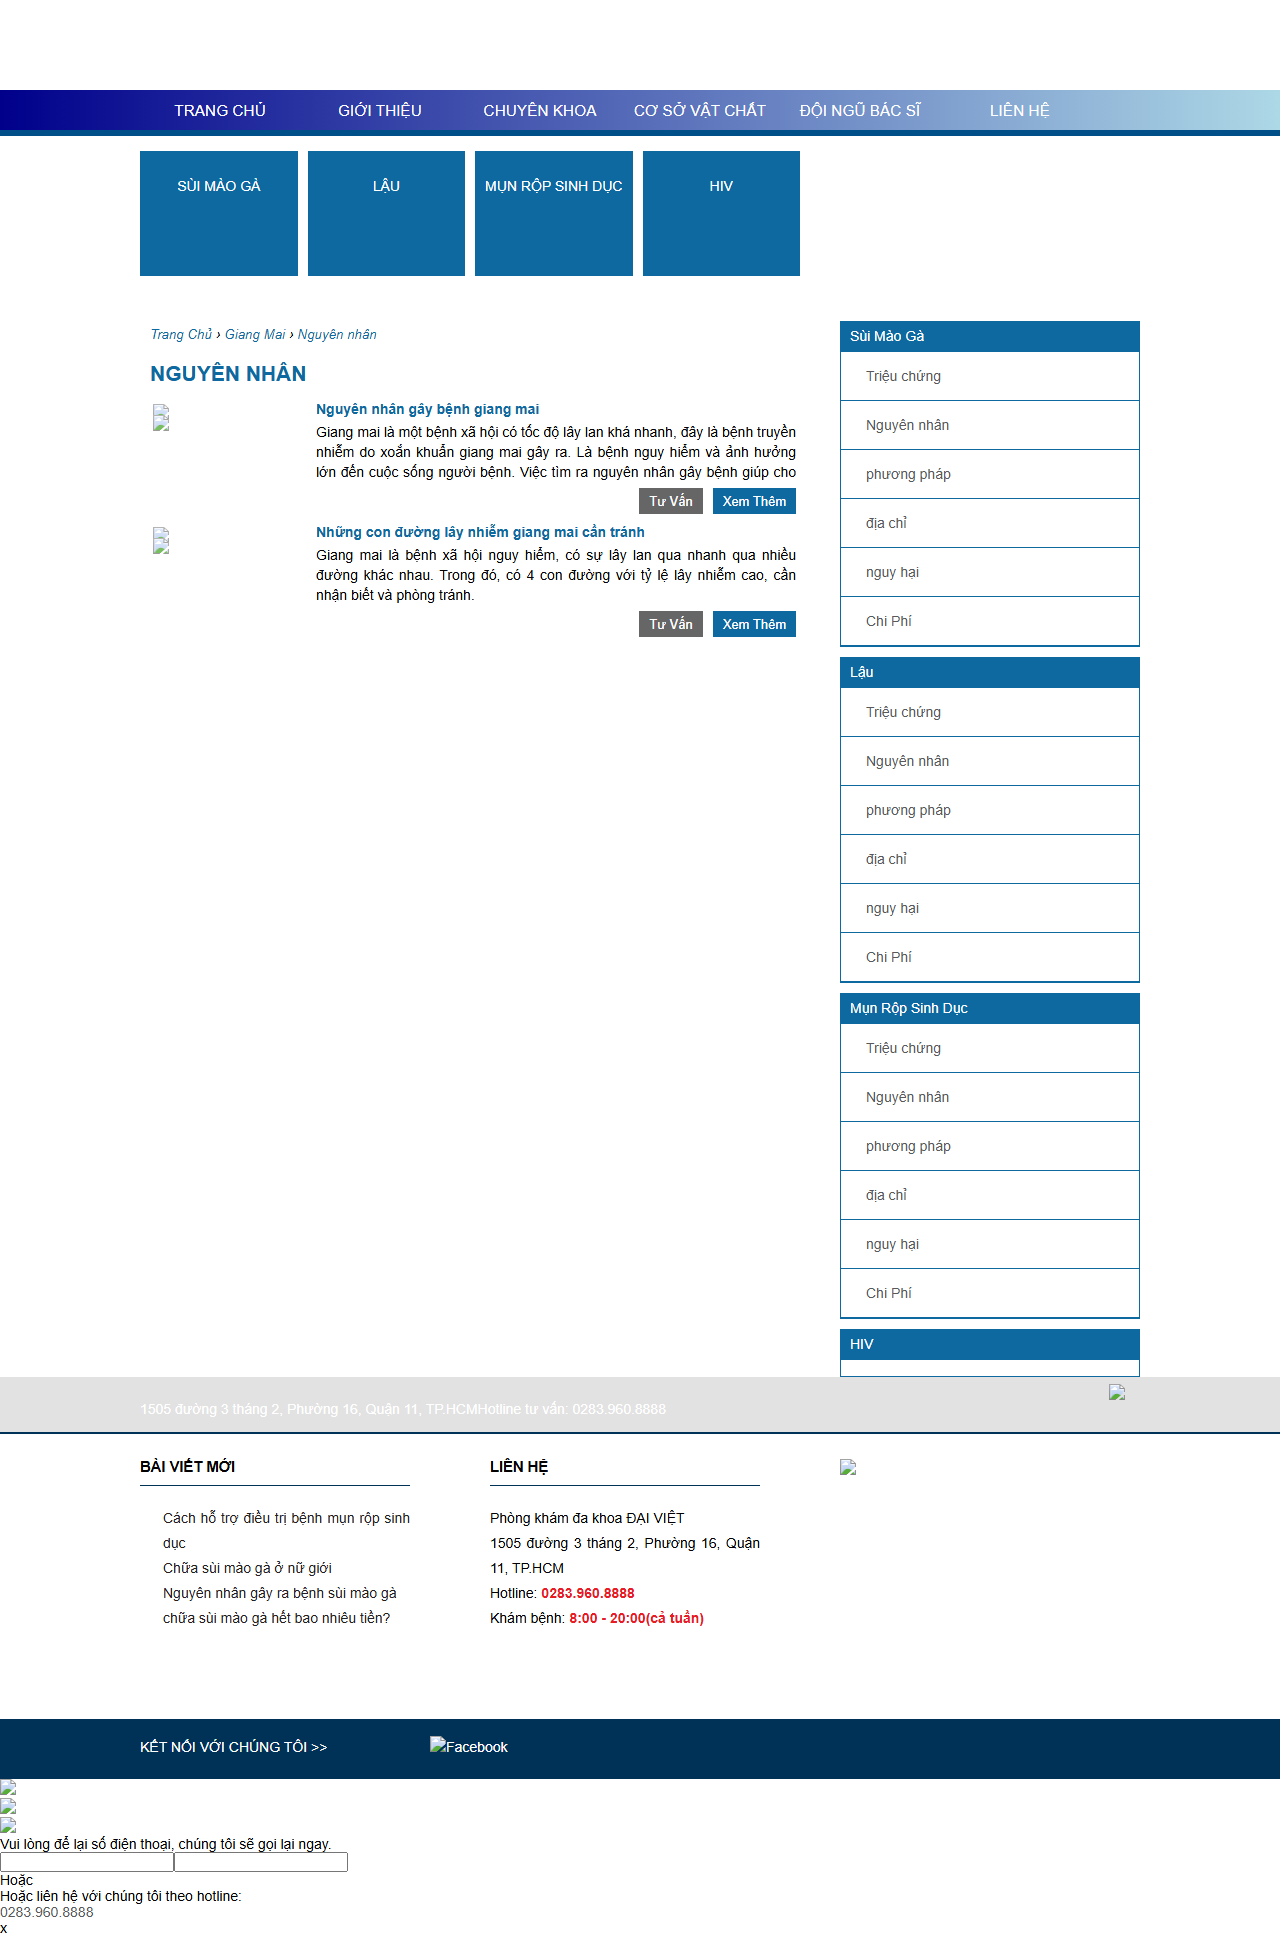 TRANG CHỦ GIỚI THIỆU CHUYÊN KHOA CƠ SỞ VẬT CHẤT ĐỘI NGŨ BÁC SĨ LIÊN HỆ
SÙI MÀO GÀ LẬU MỤN RỘP SINH DỤC HIV
Trang Chủ › Giang Mai › Nguyên nhân
NGUYÊN NHÂN
Nguyên nhân gây bệnh giang mai
Giang mai là một bệnh xã hội có tốc độ lây lan khá nhanh, đây là bệnh truyền
nhiễm do xoắn khuẩn giang mai gây ra. Là bệnh nguy hiểm và ảnh hưởng
lớn đến cuộc sống người bệnh. Việc tìm ra nguyên nhân gây bệnh giúp cho
Tư Vấn Xem Thêm
Những con đường lây nhiễm giang mai cần tránh
Giang mai là bệnh xã hội nguy hiểm, có sự lây lan qua nhanh qua nhiều
đường khác nhau. Trong đó, có 4 con đường với tỷ lệ lây nhiễm cao, cần
nhận biết và phòng tránh.
Tư Vấn Xem Thêm
Sùi Mào Gà
Triệu chứng
Nguyên nhân
phương pháp
địa chỉ
nguy hại
Chi Phí
Lậu
Triệu chứng
Nguyên nhân
phương pháp
địa chỉ
nguy hại
Chi Phí
Mụn Rộp Sinh Dục
Triệu chứng
Nguyên nhân
phương pháp
địa chỉ
nguy hại
Chi Phí
HIV
1505 đường 3 tháng 2, Phường 16, Quận 11, TP.HCMHotline tư vấn: 0283.960.8888
BÀI VIẾT MỚI
Cách hỗ trợ điều trị bệnh mụn rộp sinh
dục
Chữa sùi mào gà ở nữ giới
Nguyên nhân gây ra bệnh sùi mào gà
chữa sùi mào gà hết bao nhiêu tiền?
LIÊN HỆ
Phòng khám đa khoa ĐẠI VIỆT
1505 đường 3 tháng 2, Phường 16, Quận
11, TP.HCM
Hotline: 0283.960.8888
Khám bệnh: 8:00 - 20:00(cả tuần)
KẾT NỐI VỚI CHÚNG TÔI >> Facebook
Vui lòng để lại số điện thoại, chúng tôi sẽ gọi lại ngay.
Hoặc
Hoặc liên hệ với chúng tôi theo hotline:
0283.960.8888
x